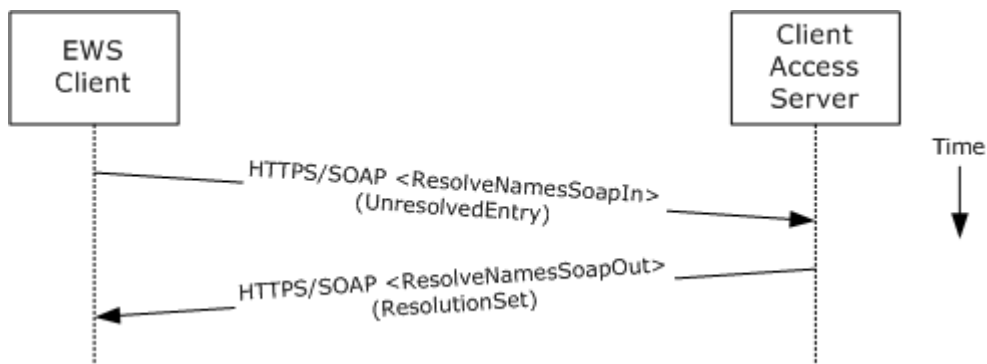 EWS
Client
Client
Access
Server
Time
HTTPS/SOAP <ResolveNamesSoapIn>
(UnresolvedEntry)
HTTPS/SOAP <ResolveNamesSoapOut>
(ResolutionSet)